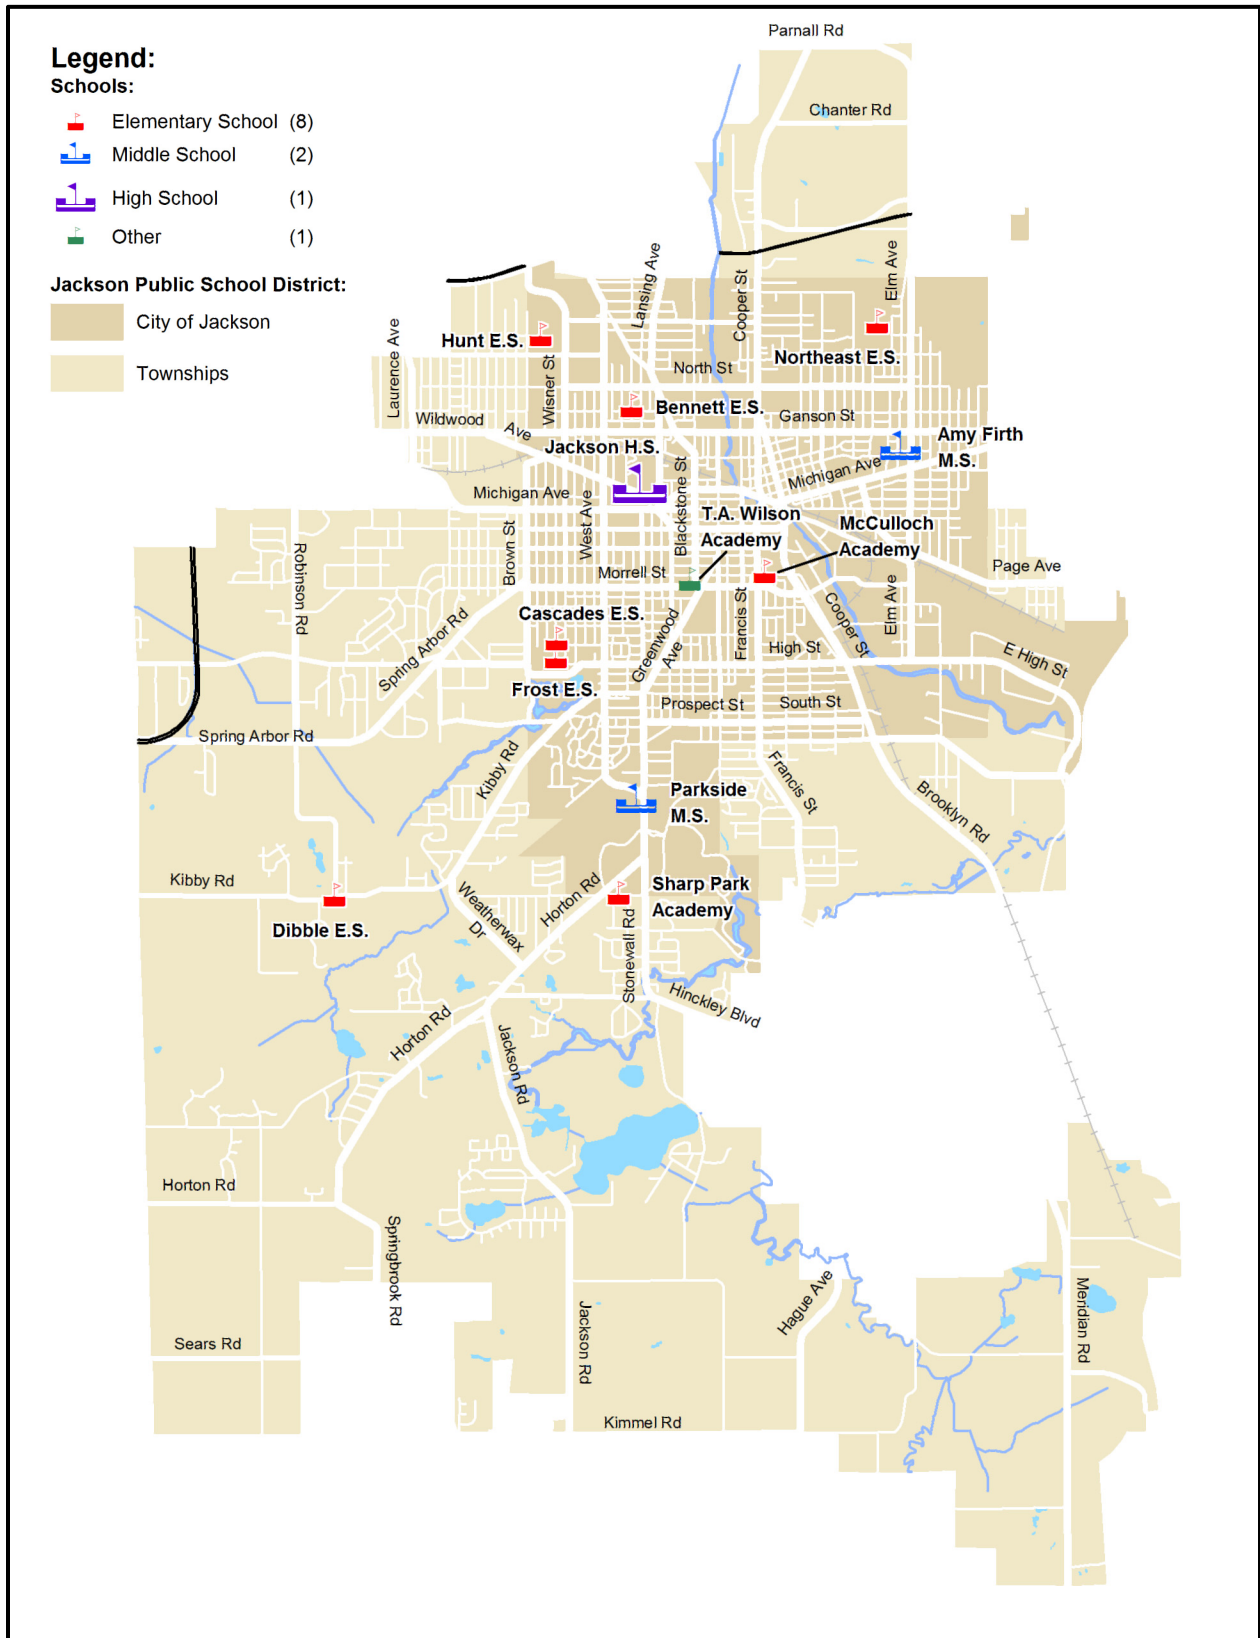 Legend:
Schools:
Elementary School (8)
Middle School (2)
High School (1)
Other (1)
Jackson Public School District:
City of Jackson
Townships
Parnall Rd
Chanter Rd
Lansing Ave
Cooper St
Elm Ave
Hunt E.S.
Laurence Ave
Wisner St
North St
Northeast E.S.
Wildwood
Ave
Bennett E.S.
Ganson St
Jackson H.S.
Amy Firth
M.S.
Michigan Ave
Michigan Ave
West Ave
Blackstone St
T.A. Wilson
Academy
McCulloch
Academy
Robinson Rd
Brown St
Morrell St
Page Ave
Cascades E.S.
Spring Arbor Rd
Greenwood
Ave
Francis St
High St
Cooper St
Elm Ave
E High St
Frost E.S.
Prospect St
South St
Spring Arbor Rd
Kibby Rd
Francis St
Brooklyn Rd
Parkside
M.S.
Kibby Rd
Weatherwax
Dr
Horton Rd
Sharp Park
Academy
Dibble E.S.
Stonewall Rd
Hinckley Blvd
Horton Rd
Jackson Rd
Horton Rd
Springbrook Rd
Hague Ave
Meridian Rd
Sears Rd
Jackson Rd
Kimmel Rd